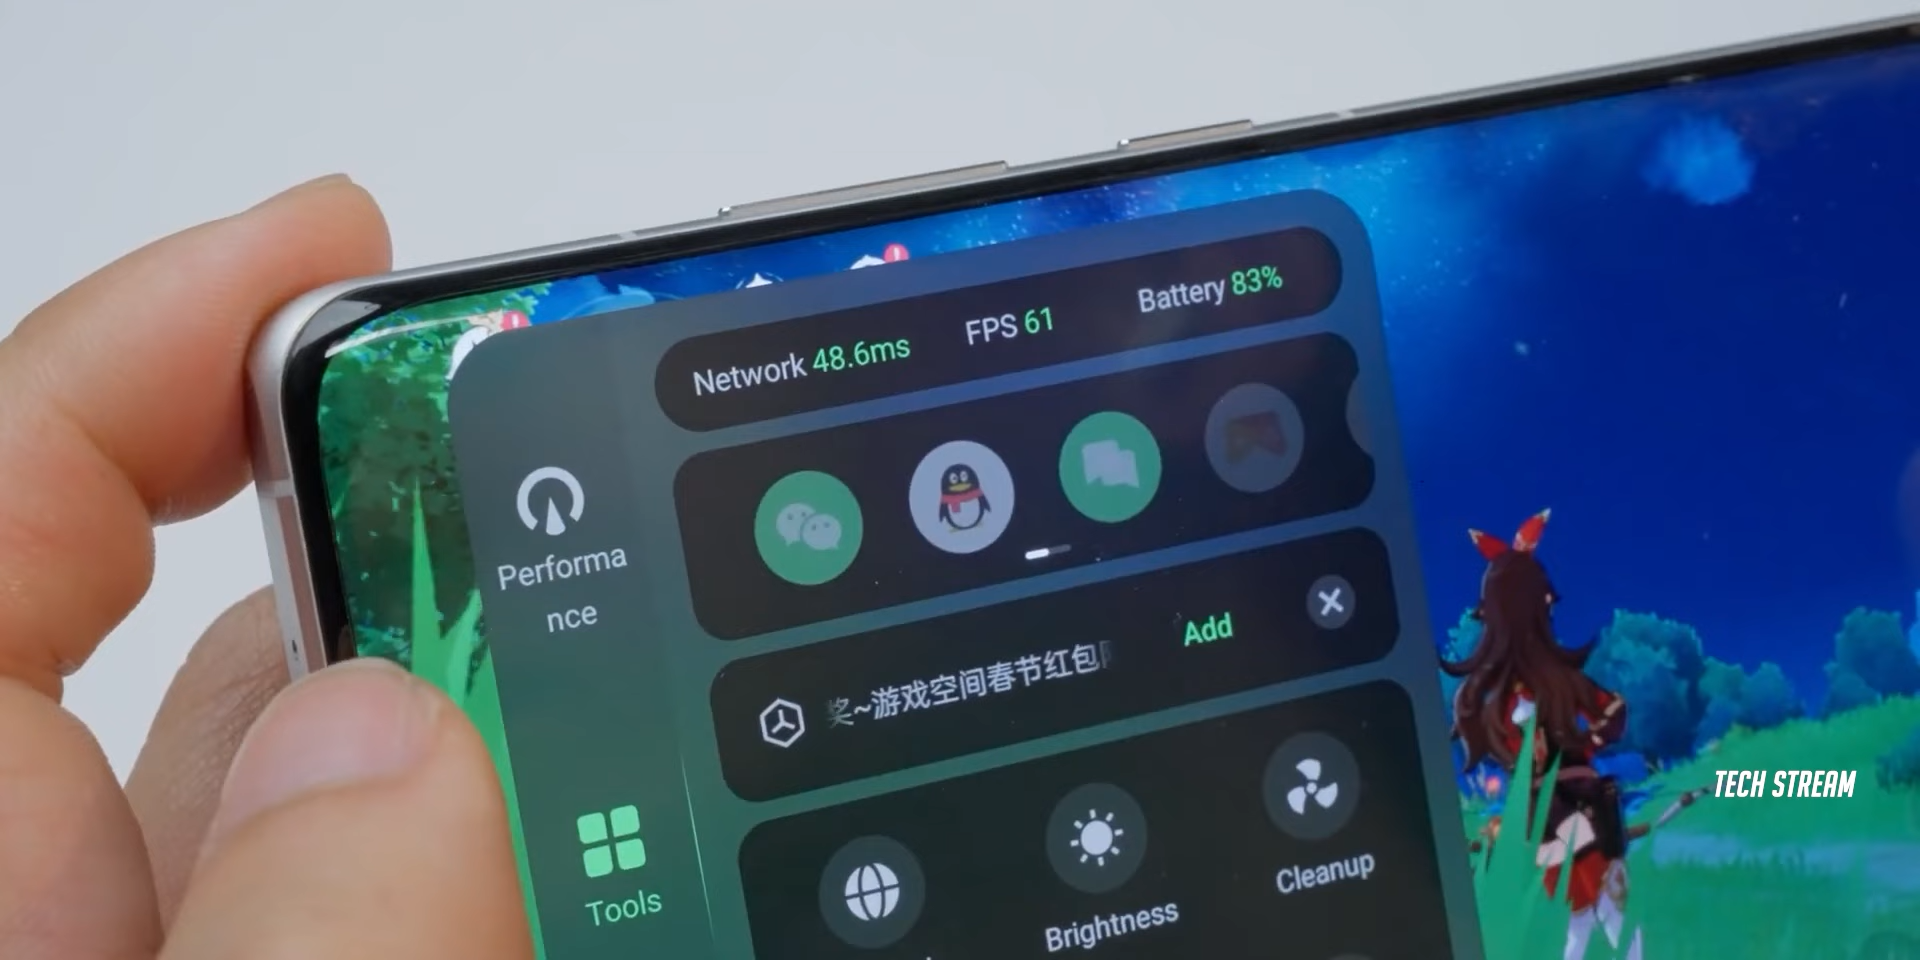 Network 48.6ms
FPS 61
Battery 83%
Performa
nce
奖~游戏空间春节红包
Add
Tools
Brightness
Cleanup
TECH STREAM